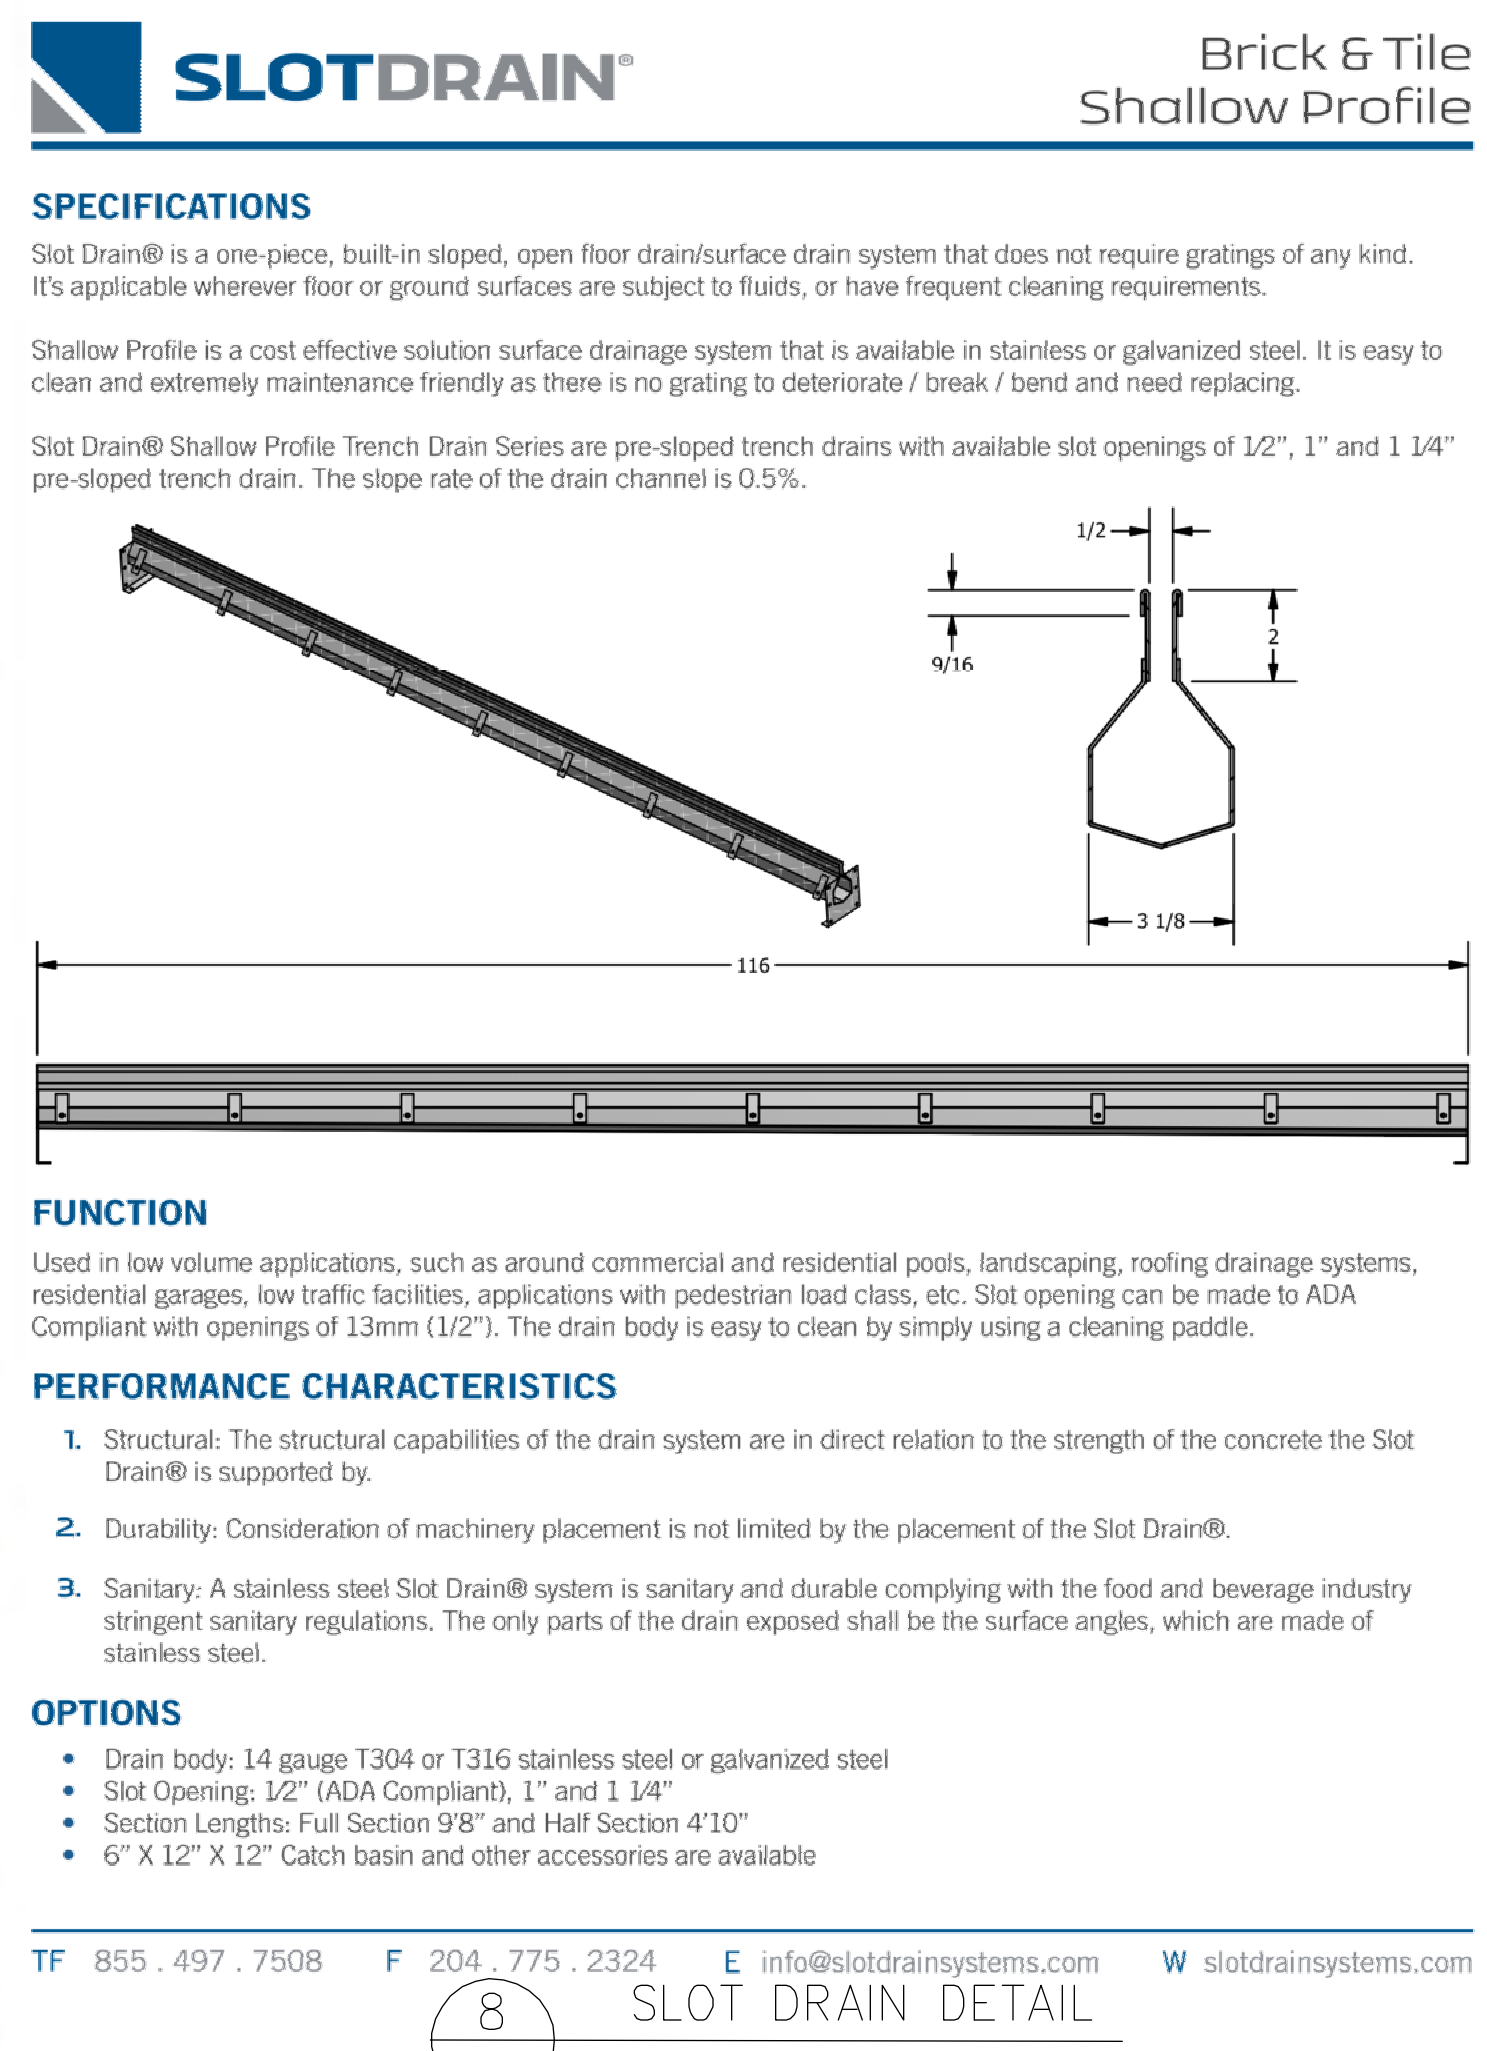 SLOTDRAIN®
Brick & Tile
Shallow Profile
SPECIFICATIONS
Slot Drain® is a one-piece, built-in sloped, open floor drain/surface drain system that does not require gratings of any kind.
It's applicable wherever floor or ground surfaces are subject to fluids, or have frequent cleaning requirements.
Shallow Profile is a cost effective solution surface drainage system that is available in stainless or galvanized steel. It is easy to
clean and extremely maintenance friendly as there is no grating to deteriorate / break / bend and need replacing.
Slot Drain® Shallow Profile Trench Drain Series are pre-sloped trench drains with available slot openings of 1/2", 1" and 1 1/4"
pre-sloped trench drain. The slope rate of the drain channel is 0.5%.
1/2
2
9/16
3 1/8
116
FUNCTION
Used in low volume applications, such as around commercial and residential pools, landscaping, roofing drainage systems,
residential garages, low traffic facilities, applications with pedestrian load class, etc. Slot opening can be made to ADA
Compliant with openings of 13mm (1/2"). The drain body is easy to clean by simply using a cleaning paddle.
PERFORMANCE CHARACTERISTICS
1. Structural: The structural capabilities of the drain system are in direct relation to the strength of the concrete the Slot
Drain® is supported by.
2. Durability: Consideration of machinery placement is not limited by the placement of the Slot Drain®.
3. Sanitary: A stainless steel Slot Drain® system is sanitary and durable complying with the food and beverage industry
stringent sanitary regulations. The only parts of the drain exposed shall be the surface angles, which are made of
stainless steel.
OPTIONS
• Drain body: 14 gauge T304 or T316 stainless steel or galvanized steel
• Slot Opening: 1/2" (ADA Compliant), 1" and 1 1/4"
• Section Lengths: Full Section 9'8" and Half Section 4'10"
• 6" X 12" X 12" Catch basin and other accessories are available
TF 855 . 497 . 7508 F 204 . 775 . 2324 E info@slotdrainsystems.com W slotdrainsystems.com
8 SLOT DRAIN DETAIL